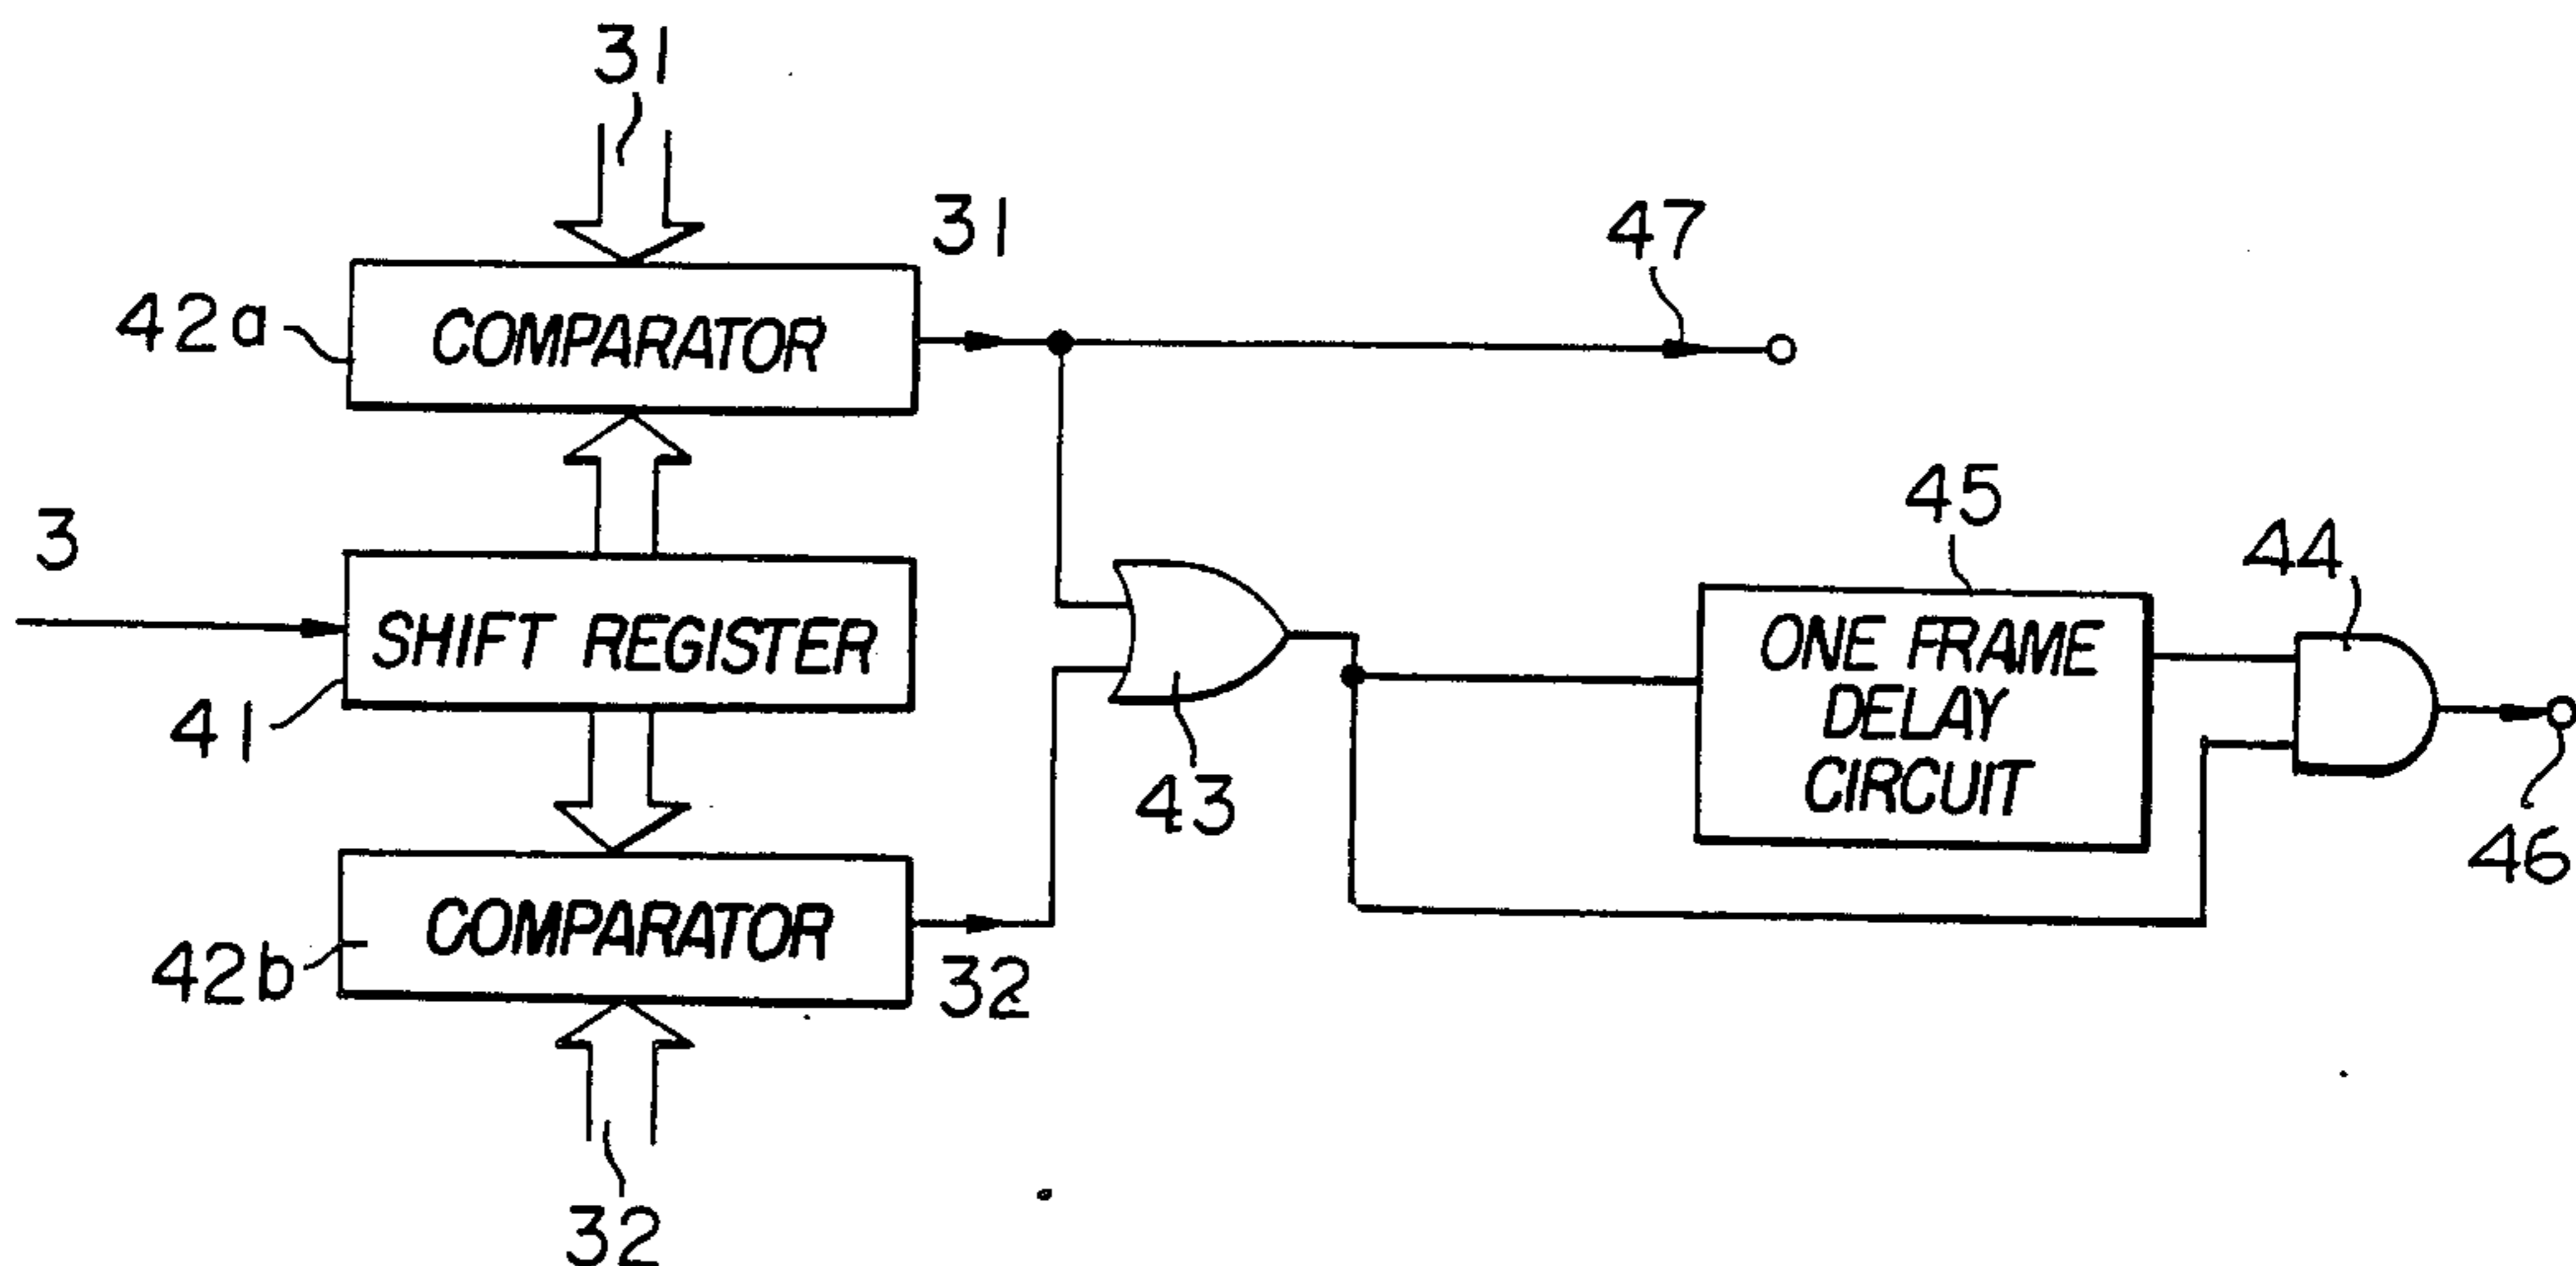 31
31
47
42a
COMPARATOR
3
SHIFT REGISTER
41
43
45
44
ONE FRAME
DELAY
CIRCUIT
46
42b
COMPARATOR
32
32